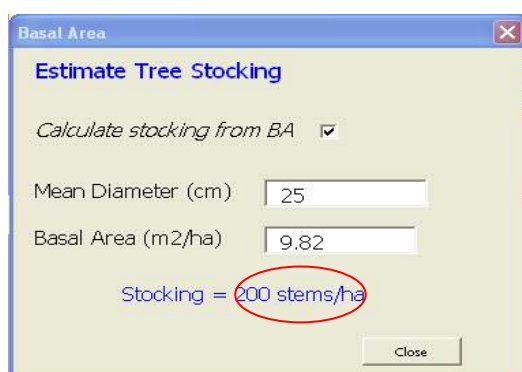 Basal Area
Estimate Tree Stocking
Calculate stocking from BA
Mean Diameter (cm) 25
Basal Area (m2/ha) 9.82
Stocking = 200 stems/ha
Close